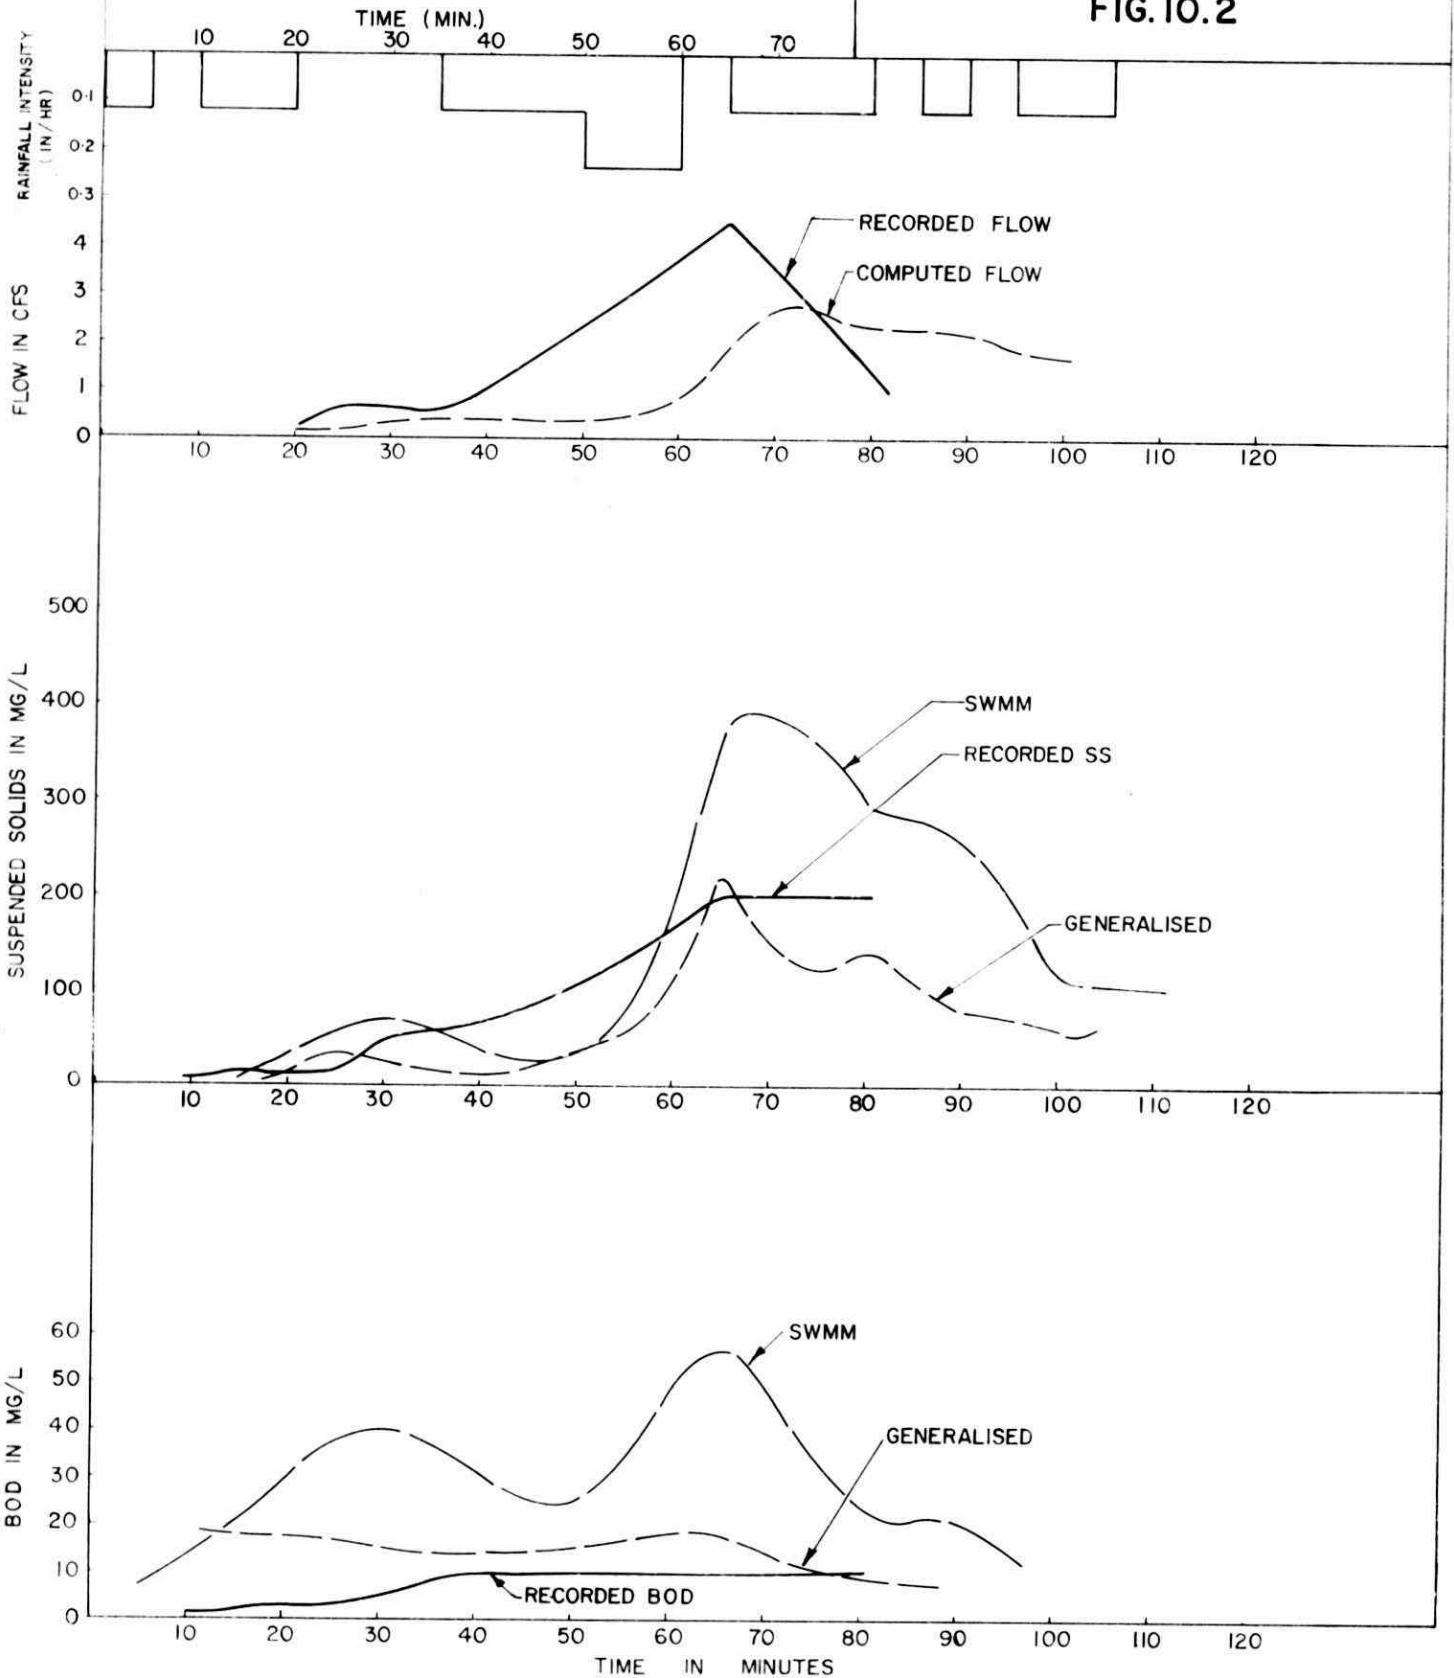 FIG. 10.2
TIME (MIN.)
10 20 30 40 50 60 70
RAINFALL INTENSITY
(IN/HR)
0·1
0·2
0·3
FLOW IN CFS
4
3
2
1
0
RECORDED FLOW
COMPUTED FLOW
10 20 30 40 50 60 70 80 90 100 110 120
SUSPENDED SOLIDS IN MG/L
500
400
300
200
100
0
SWMM
RECORDED SS
GENERALISED
10 20 30 40 50 60 70 80 90 100 110 120
BOD IN MG/L
60
50
40
30
20
10
0
SWMM
GENERALISED
RECORDED BOD
10 20 30 40 50 60 70 80 90 100 110 120
TIME IN MINUTES